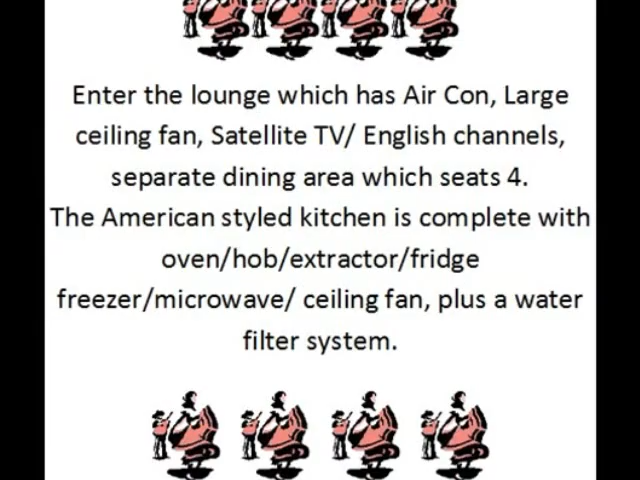 Enter the lounge which has Air Con, Large
ceiling fan, Satellite TV/ English channels,
separate dining area which seats 4.
The American styled kitchen is complete with
oven/hob/extractor/fridge
freezer/microwave/ ceiling fan, plus a water
filter system.